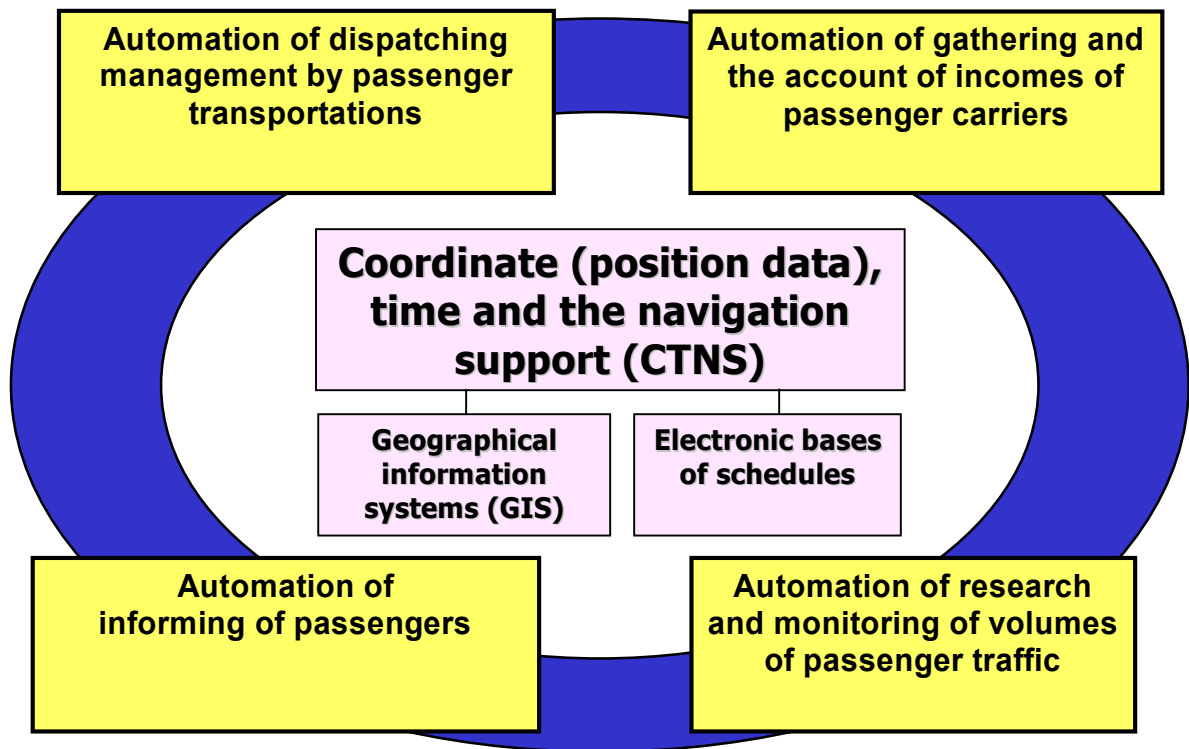 Automation of dispatching
management by passenger
transportations
Automation of gathering and
the account of incomes of
passenger carriers
Coordinate (position data),
time and the navigation
support (CTNS)
Geographical
information
systems (GIS)
Electronic bases
of schedules
Automation of
informing of passengers
Automation of research
and monitoring of volumes
of passenger traffic